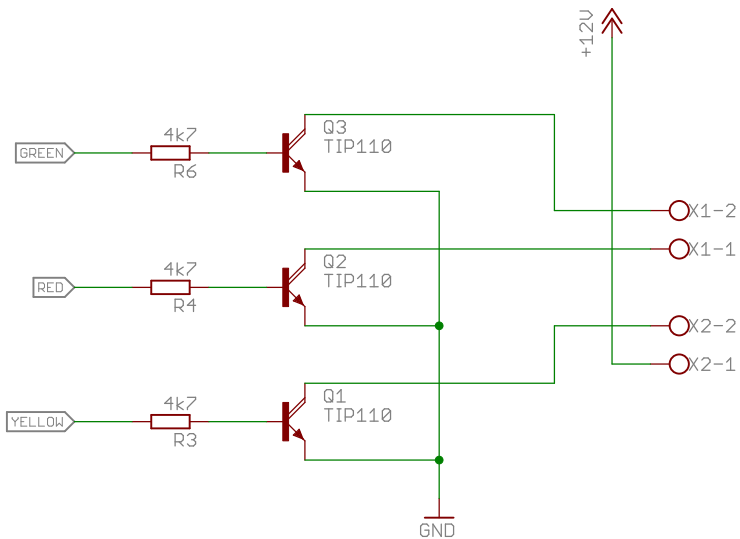 +12V
GREEN
4k7
R6
Q3
TIP110
X1-2
X1-1
RED
4k7
R4
Q2
TIP110
X2-2
X2-1
YELLOW
4k7
R3
Q1
TIP110
GND